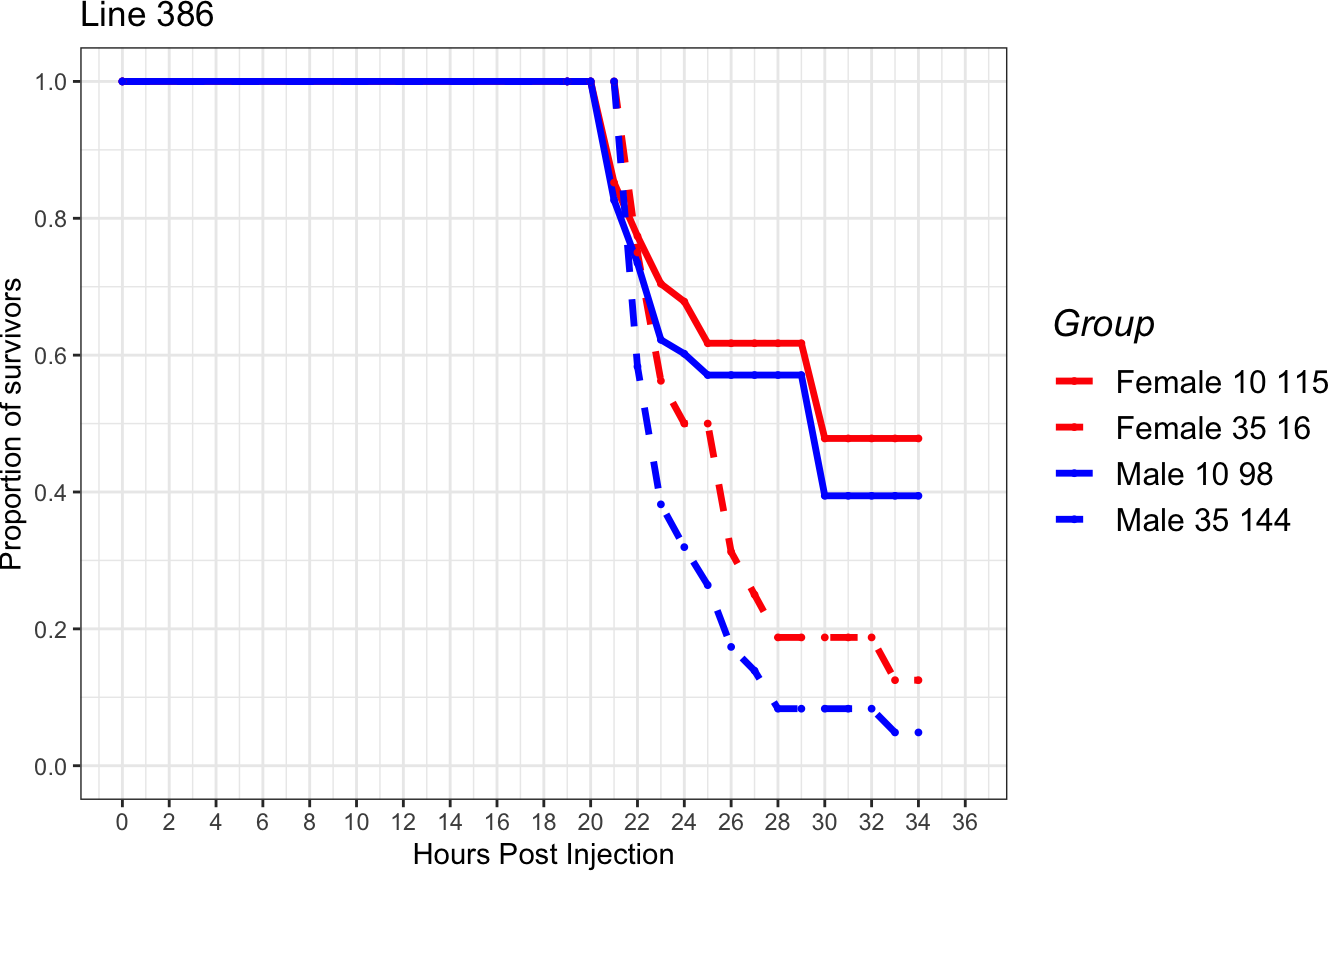 Line 386
1.0
0.8
0.6
0.4
0.2
0.0
Proportion of survivors
0 2 4 6 8 10 12 14 16 18 20 22 24 26 28 30 32 34 36
Hours Post Injection
Group
Female 10 115
Female 35 16
Male 10 98
Male 35 144